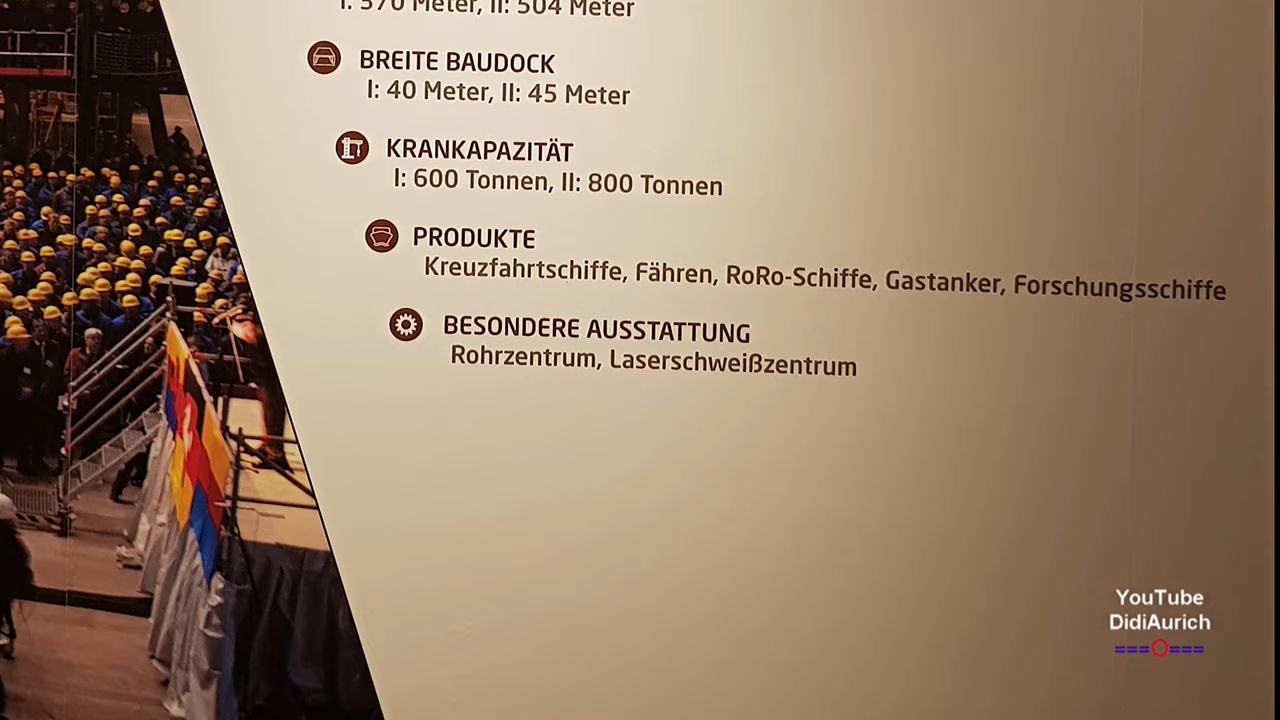 I: 370 Meter, II: 504 Meter
BREITE BAUDOCK
I: 40 Meter, II: 45 Meter
KRANKAPAZITÄT
I: 600 Tonnen, II: 800 Tonnen
PRODUKTE
Kreuzfahrtschiffe, Fähren, RoRo-Schiffe, Gastanker, Forschungsschiffe
BESONDERE AUSSTATTUNG
Rohrzentrum, Laserschweißzentrum
YouTube
DidiAurich
===O===